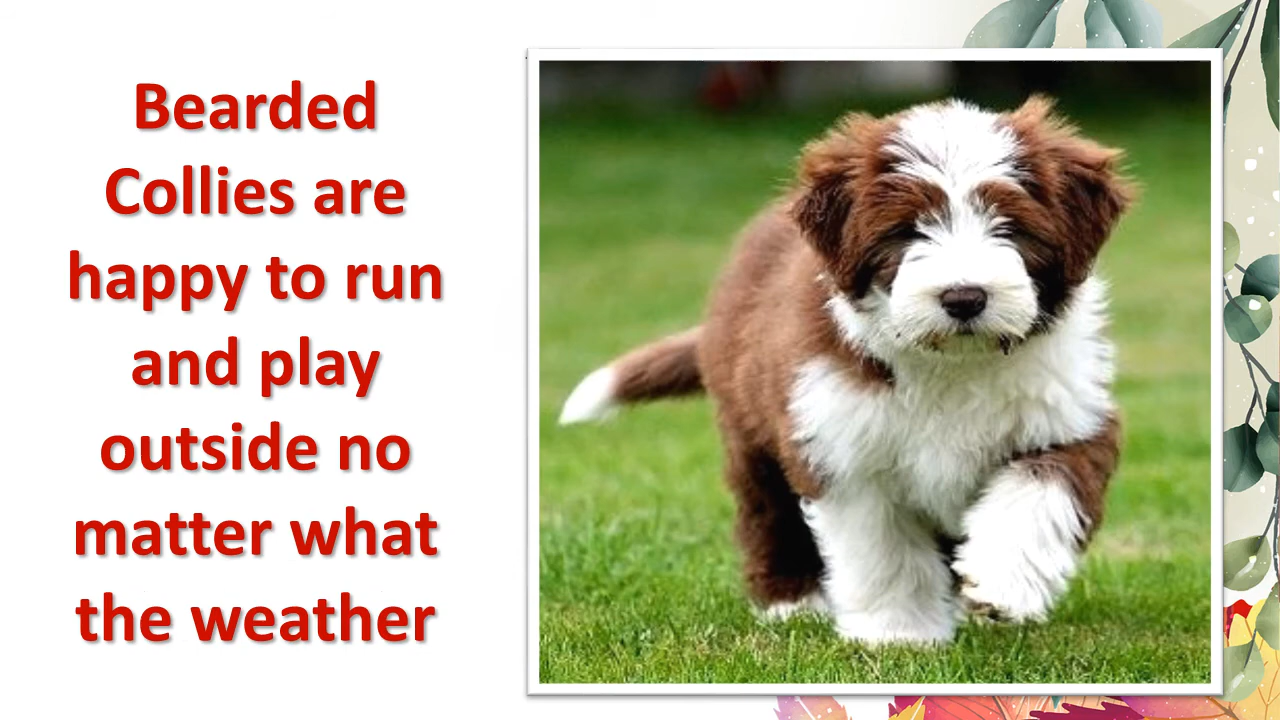 Bearded
Collies are
happy to run
and play
outside no
matter what
the weather